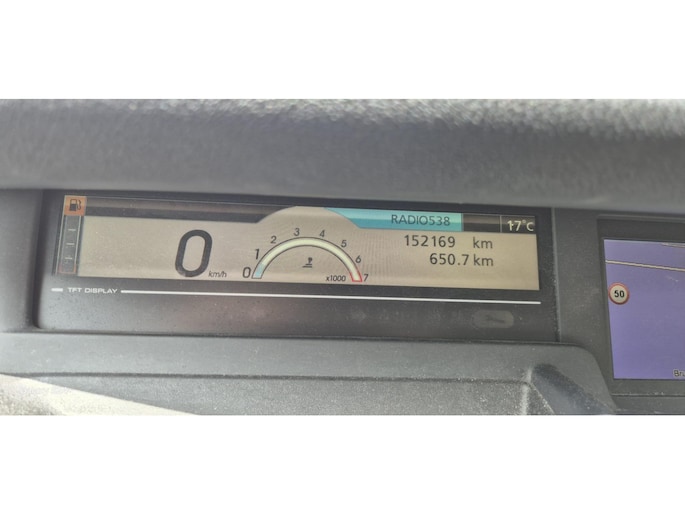 RADIO538
17°C
0 km/h
0 1 2 3 4 5 6 7
x1000
152169 km
650.7 km
TFT DISPLAY
50